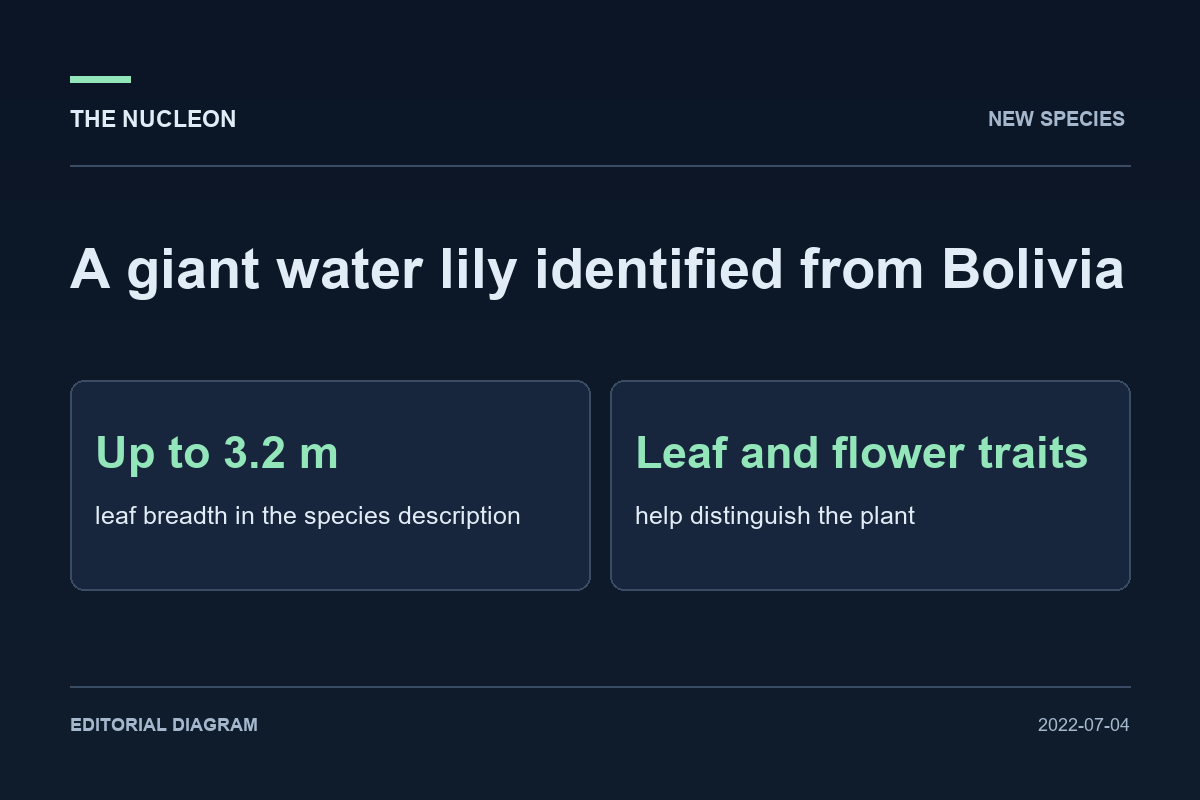 THE NUCLEON
NEW SPECIES
A giant water lily identified from Bolivia
Up to 3.2 m
leaf breadth in the species description
Leaf and flower traits
help distinguish the plant
EDITORIAL DIAGRAM
2022-07-04